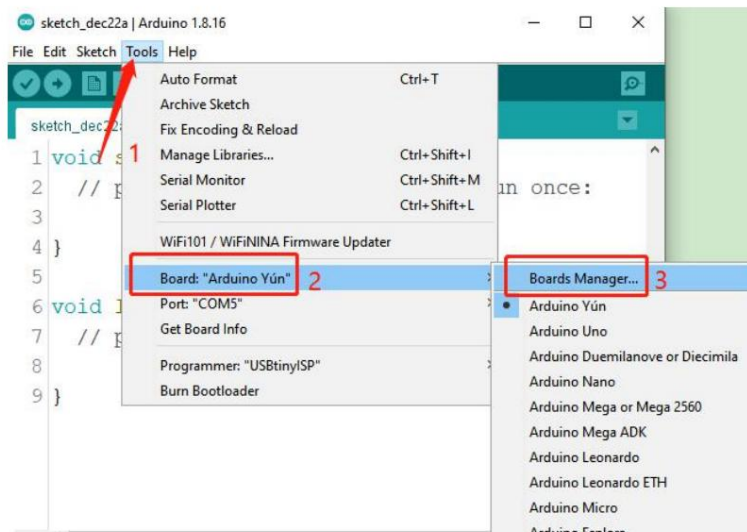 sketch_dec22a | Arduino 1.8.16
File Edit Sketch Tools Help
sketch_dec22a
1 void s
2 // p un once:
3
4 }
5
6 void l
7 // p
8
9 }
1
Auto Format Ctrl+T
Archive Sketch
Fix Encoding & Reload
Manage Libraries... Ctrl+Shift+I
Serial Monitor Ctrl+Shift+M
Serial Plotter Ctrl+Shift+L
WiFi101 / WiFiNINA Firmware Updater
Board: "Arduino Yún" 2
Port: "COM5"
Get Board Info
Programmer: "USBtinyISP"
Burn Bootloader
Boards Manager... 3
Arduino Yún
Arduino Uno
Arduino Duemilanove or Diecimila
Arduino Nano
Arduino Mega or Mega 2560
Arduino Mega ADK
Arduino Leonardo
Arduino Leonardo ETH
Arduino Micro